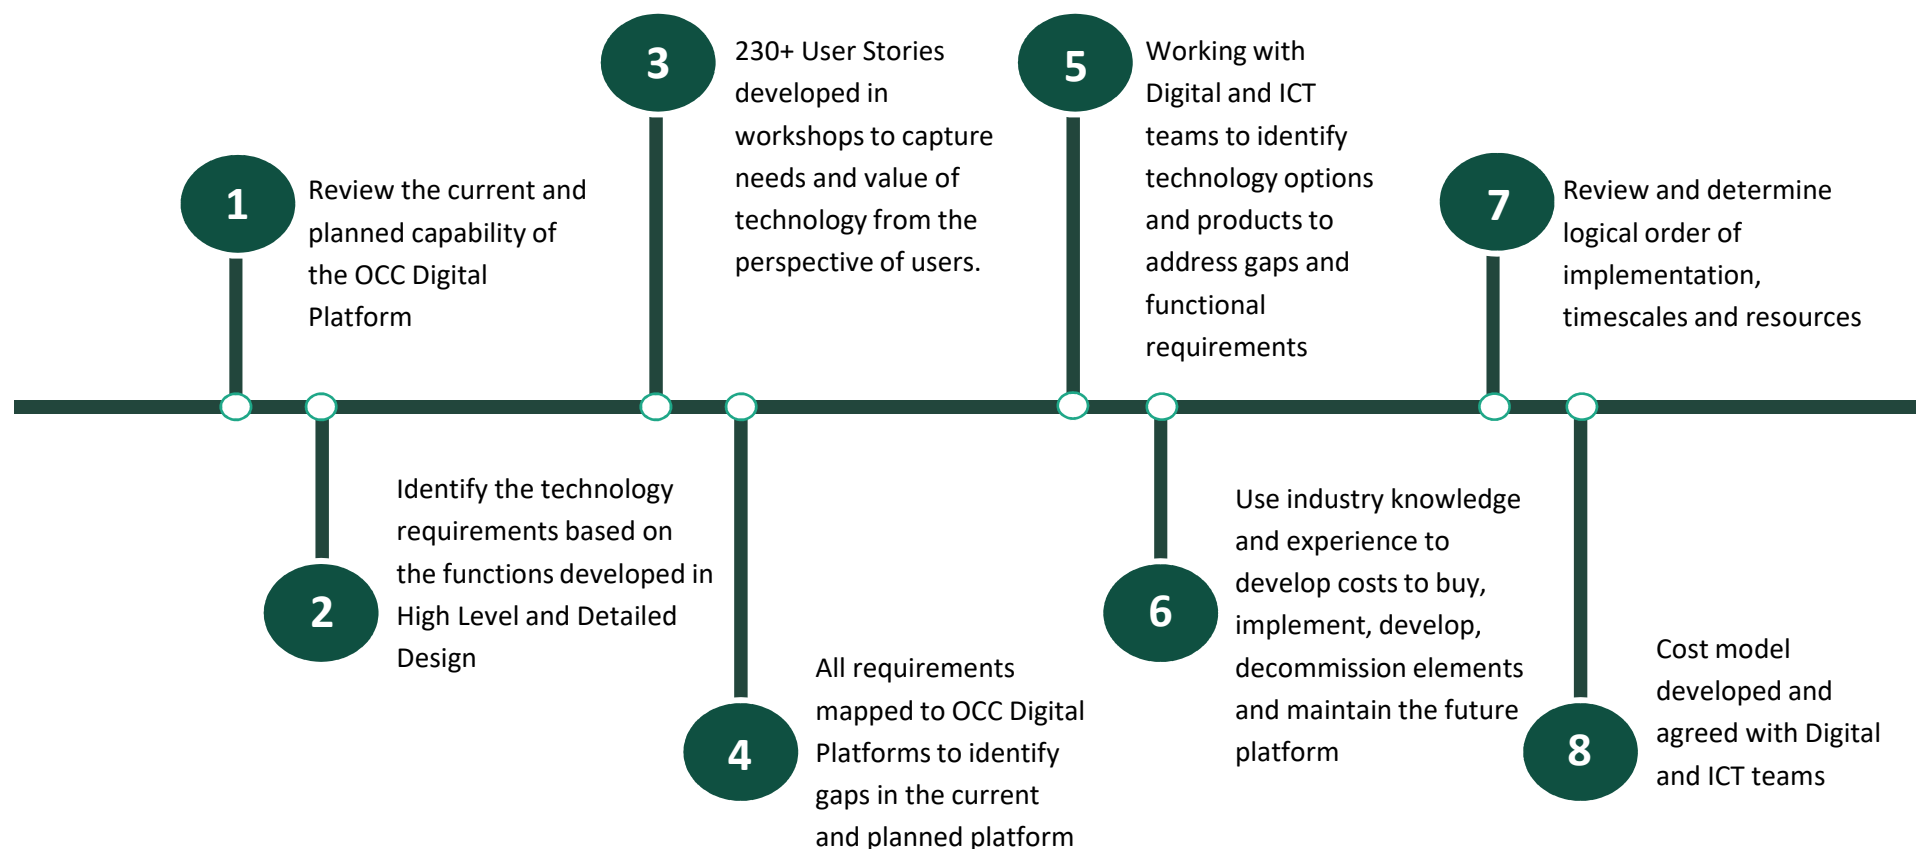 1
Review the current and
planned capability of
the OCC Digital
Platform
2
Identify the technology
requirements based on
the functions developed in
High Level and Detailed
Design
3
230+ User Stories
developed in
workshops to capture
needs and value of
technology from the
perspective of users.
4
All requirements
mapped to OCC Digital
Platforms to identify
gaps in the current
and planned platform
5
Working with
Digital and ICT
teams to identify
technology options
and products to
address gaps and
functional
requirements
6
Use industry knowledge
and experience to
develop costs to buy,
implement, develop,
decommission elements
and maintain the future
platform
7
Review and determine
logical order of
implementation,
timescales and resources
8
Cost model
developed and
agreed with Digital
and ICT teams